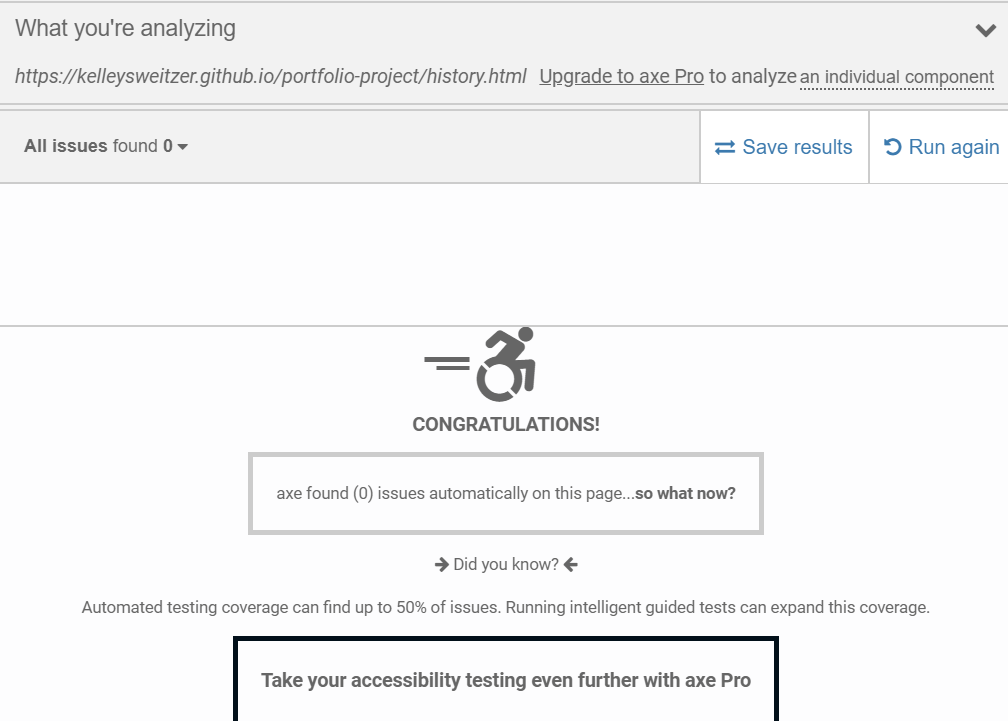 What you're analyzing
https://kelleysweitzer.github.io/portfolio-project/history.html Upgrade to axe Pro to analyze an individual component
All issues found 0 Save results Run again
CONGRATULATIONS!
axe found (0) issues automatically on this page...so what now?
Did you know?
Automated testing coverage can find up to 50% of issues. Running intelligent guided tests can expand this coverage.
Take your accessibility testing even further with axe Pro